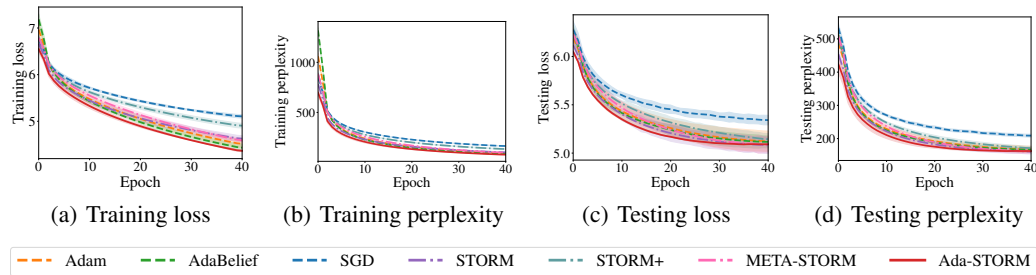 Training loss
7
6
5
0 10 20 30 40
Epoch
(a) Training loss
Training perplexity
1000
500
0 10 20 30 40
Epoch
(b) Training perplexity
Testing loss
6.0
5.5
5.0
0 10 20 30 40
Epoch
(c) Testing loss
Testing perplexity
500
400
300
200
0 10 20 30 40
Epoch
(d) Testing perplexity
Adam AdaBelief SGD STORM STORM+ META-STORM Ada-STORM